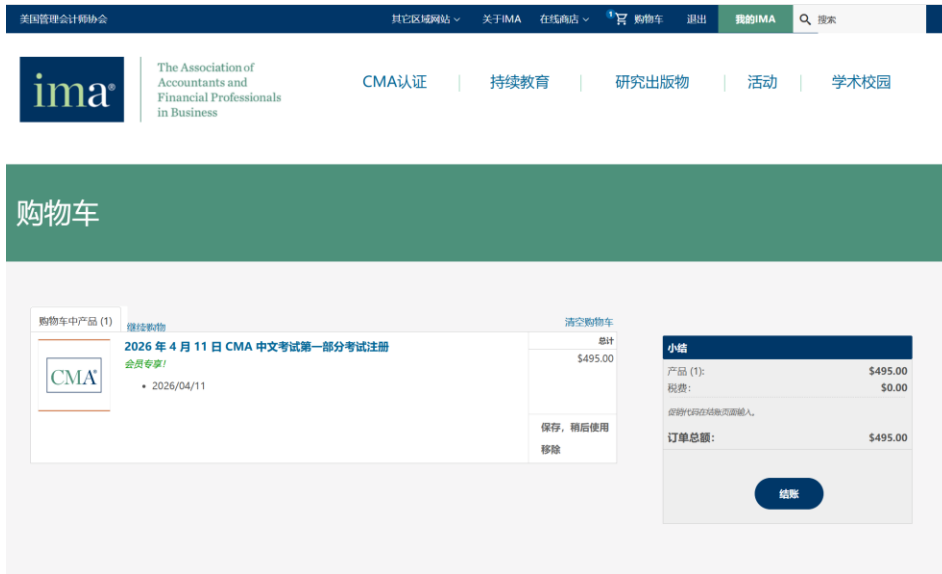 美国管理会计师协会 其它区域网站 关于IMA 在线商店 1 购物车 退出 我的IMA 搜索
ima®
The Association of
Accountants and
Financial Professionals
in Business
CMA认证 持续教育 研究出版物 活动 学术校园
购物车
购物车中产品 (1) 继续购物 清空购物车
总计
CMA®
2026 年 4 月 11 日 CMA 中文考试第一部分考试注册
$495.00
会员专享!
• 2026/04/11
保存，稍后使用
移除
小结
产品 (1): $495.00
税费: $0.00
促销代码在结账页面输入。
订单总额: $495.00
结账